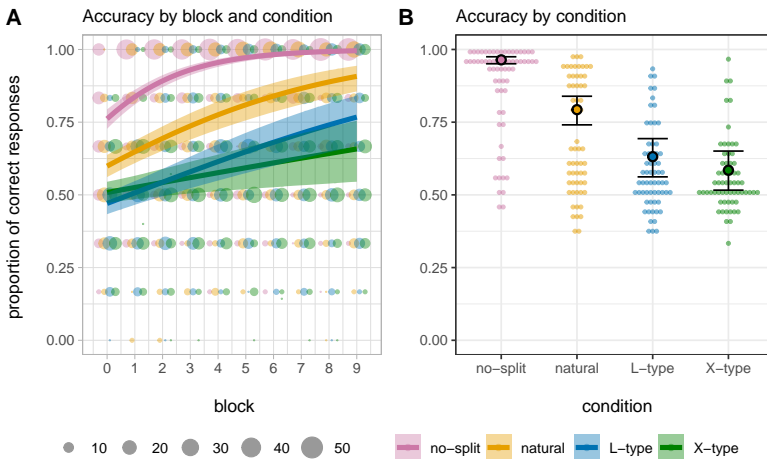 A
Accuracy by block and condition
proportion of correct responses
1.00
0.75
0.50
0.25
0.00
0 1 2 3 4 5 6 7 8 9
block
B
Accuracy by condition
1.00
0.75
0.50
0.25
0.00
no−split natural L−type X−type
condition
10 20 30 40 50
no−split natural L−type X−type